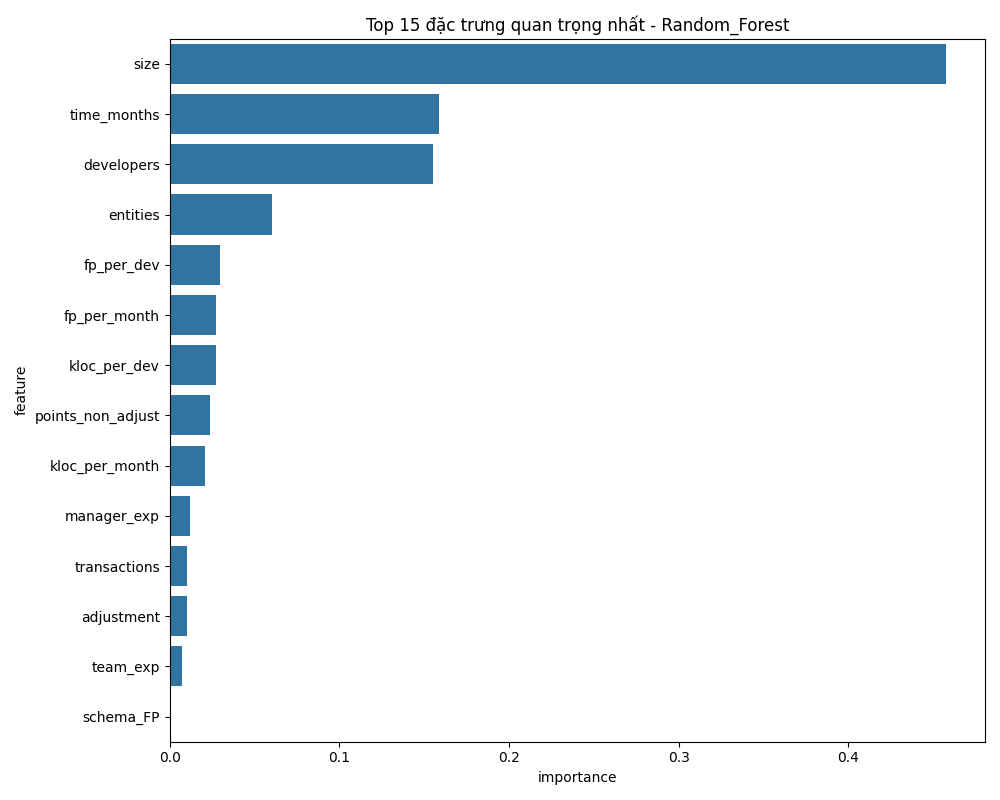 Top 15 đặc trưng quan trọng nhất - Random_Forest
size
time_months
developers
entities
fp_per_dev
fp_per_month
kloc_per_dev
points_non_adjust
kloc_per_month
manager_exp
transactions
adjustment
team_exp
schema_FP
feature
0.0 0.1 0.2 0.3 0.4
importance